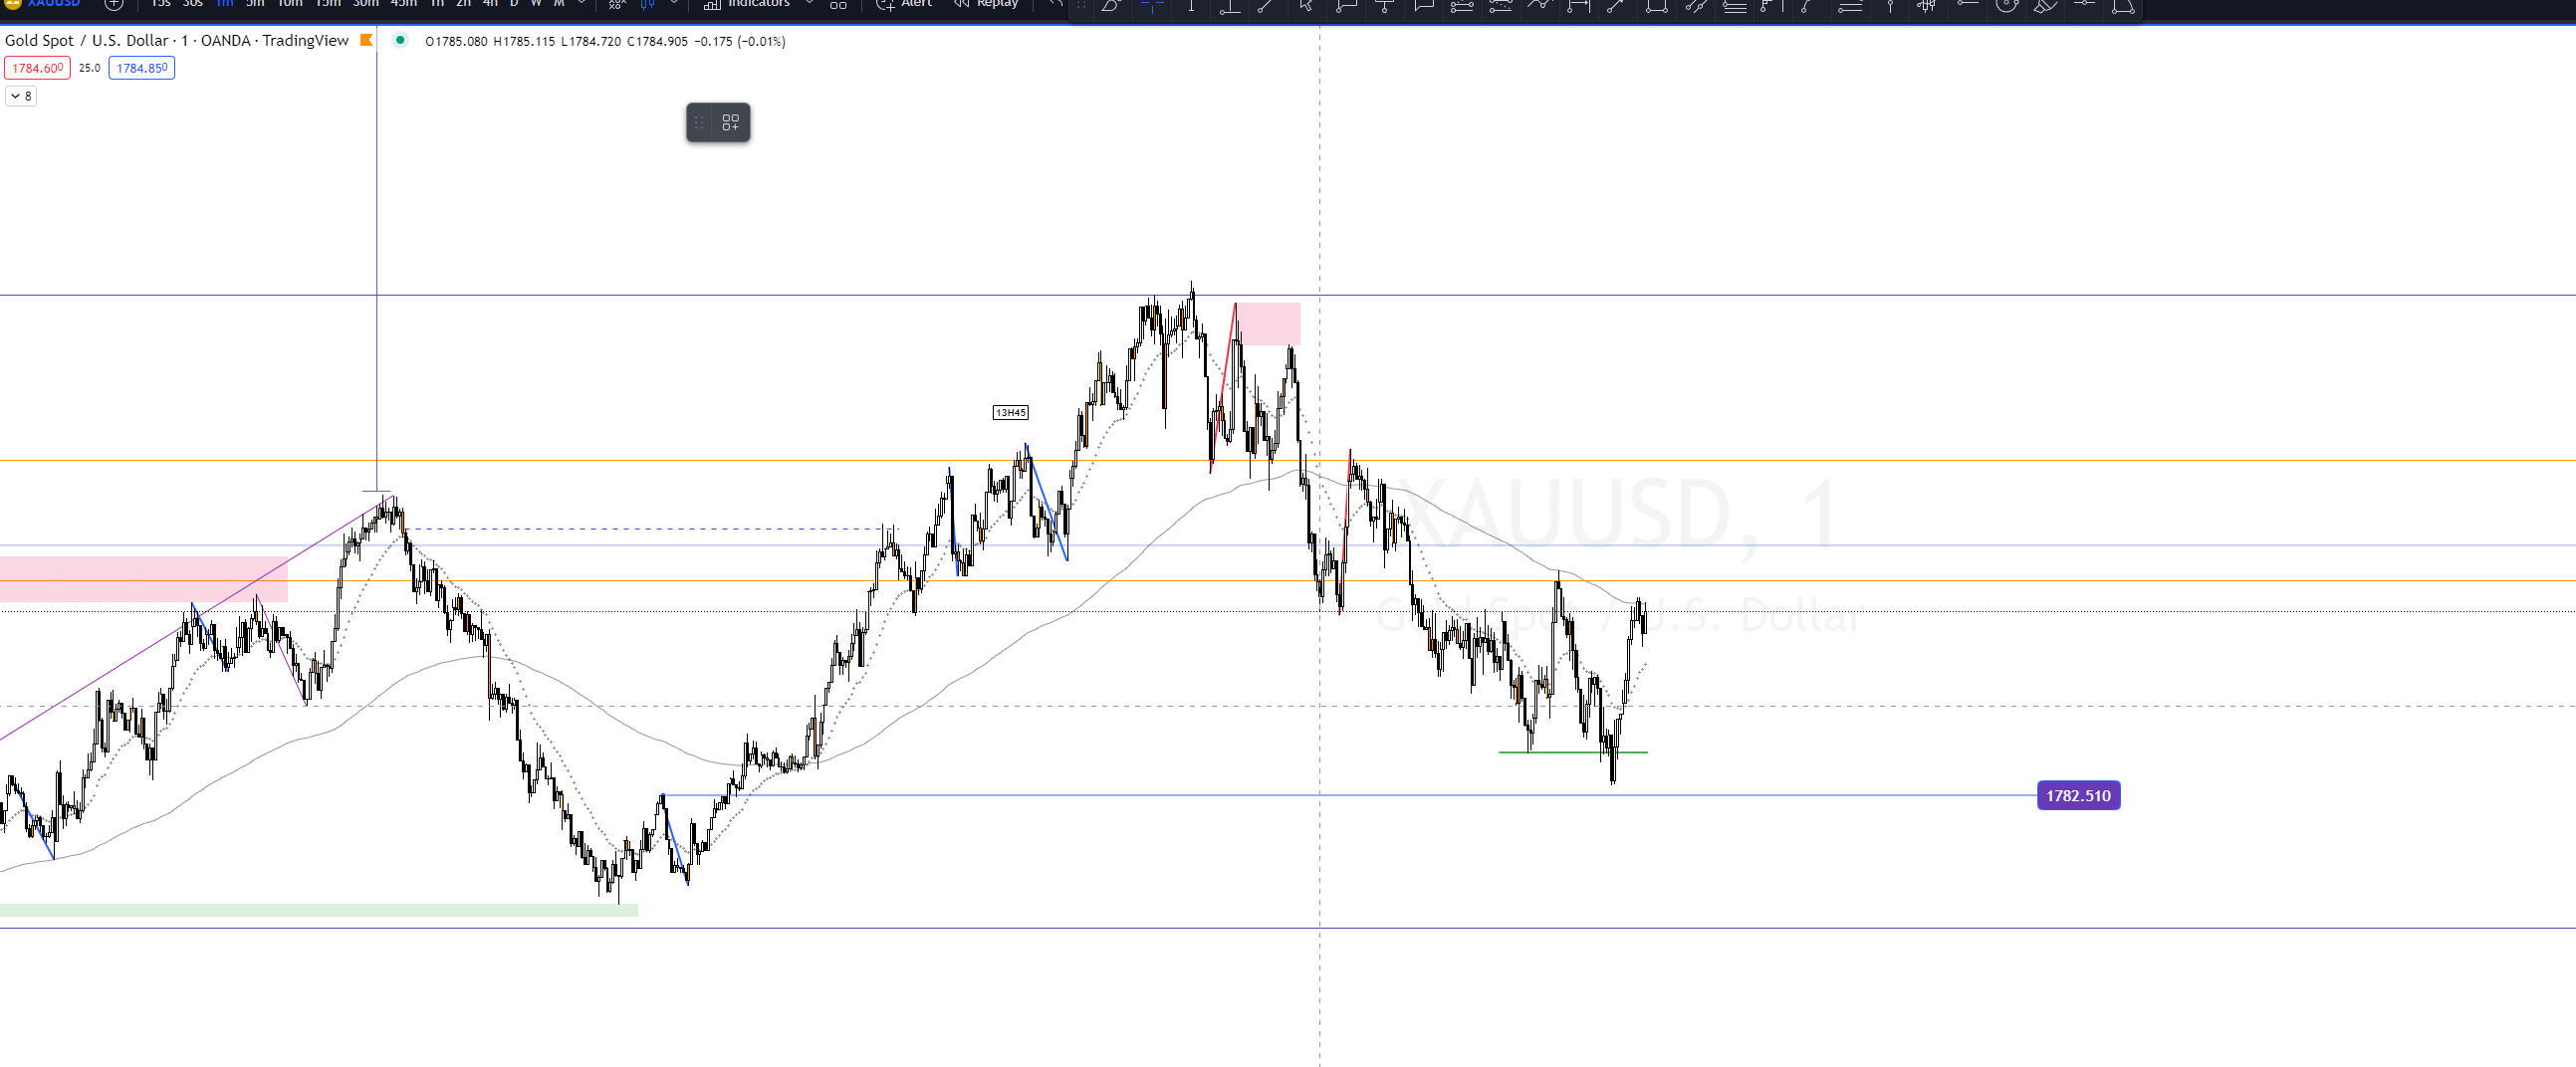 XAUUSD 15s 30s 1m 5m 10m 15m 30m 45m 1h 2h 4h D W M Indicators Alert Replay
Gold Spot / U.S. Dollar · 1 · OANDA · TradingView O1785.080 H1785.115 L1784.720 C1784.905 −0.175 (−0.01%)
1784.600 25.0 1784.850
8
13H45
XAUUSD, 1
Gold Spot / U.S. Dollar
1782.510